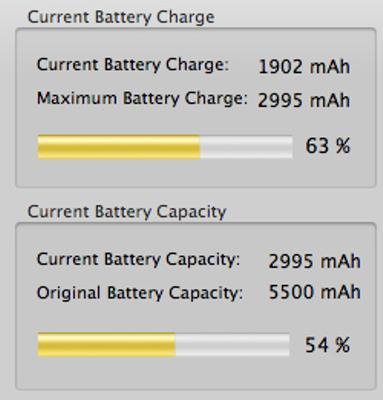 Current Battery Charge
Current Battery Charge: 1902 mAh
Maximum Battery Charge: 2995 mAh
63 %
Current Battery Capacity
Current Battery Capacity: 2995 mAh
Original Battery Capacity: 5500 mAh
54 %